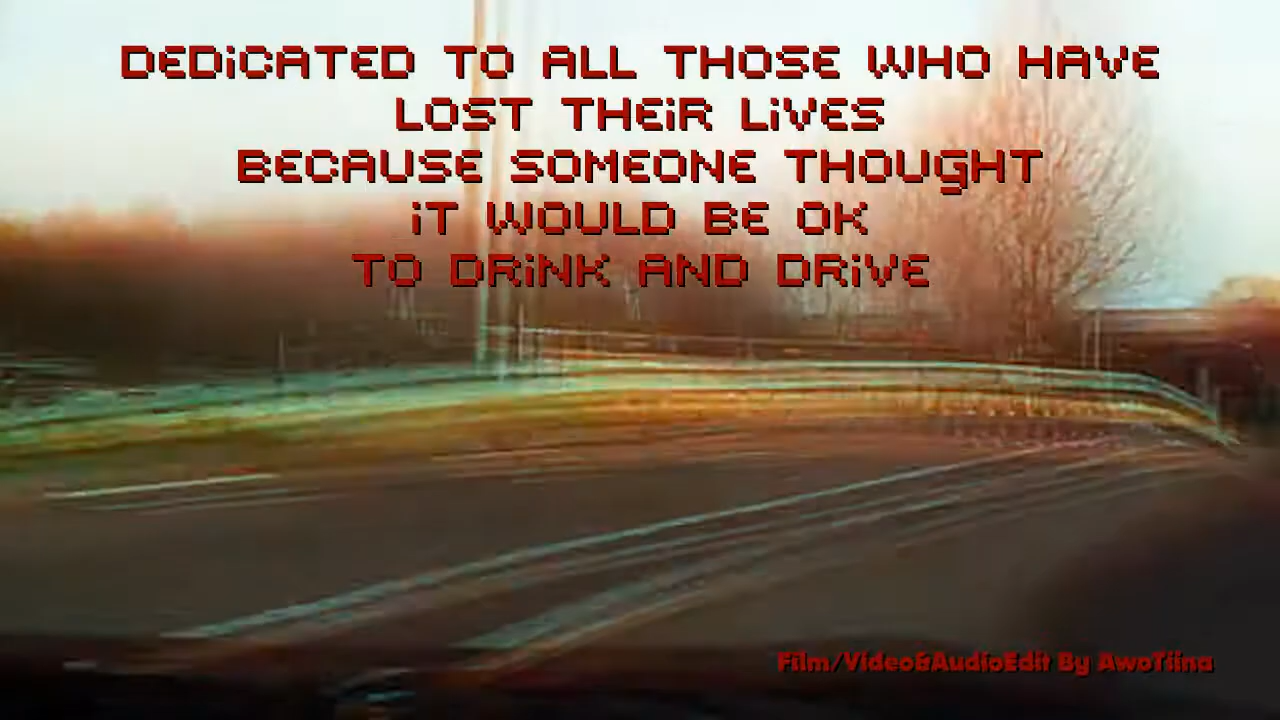 DEDiCATED TO ALL THOSE WHO HAVE
LOST THEiR LiVES
BECAUSE SOMEONE THOUGHT
iT WOULD BE OK
TO DRiNK AND DRiVE
Film/Video&AudioEdit By AwoTiina